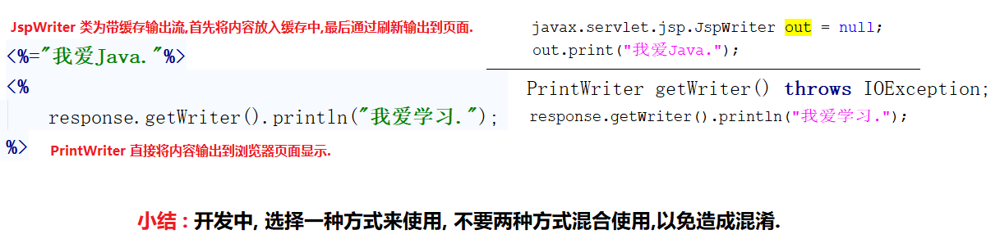 JspWriter 类为带缓存输出流,首先将内容放入缓存中,最后通过刷新输出到页面.
<%="我爱Java."%>
<%
response.getWriter().println("我爱学习.");
%>
PrintWriter 直接将内容输出到浏览器页面显示.
javax.servlet.jsp.JspWriter out = null;
out.print("我爱Java.");
PrintWriter getWriter() throws IOException;
response.getWriter().println("我爱学习.");
小结 : 开发中, 选择一种方式来使用, 不要两种方式混合使用,以免造成混淆.